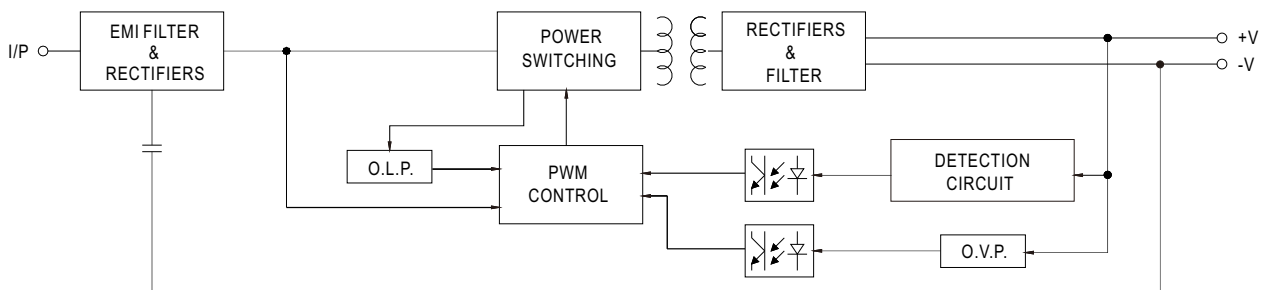 I/P
EMI FILTER
&
RECTIFIERS
POWER
SWITCHING
RECTIFIERS
&
FILTER
+V
-V
O.L.P.
PWM
CONTROL
DETECTION
CIRCUIT
O.V.P.